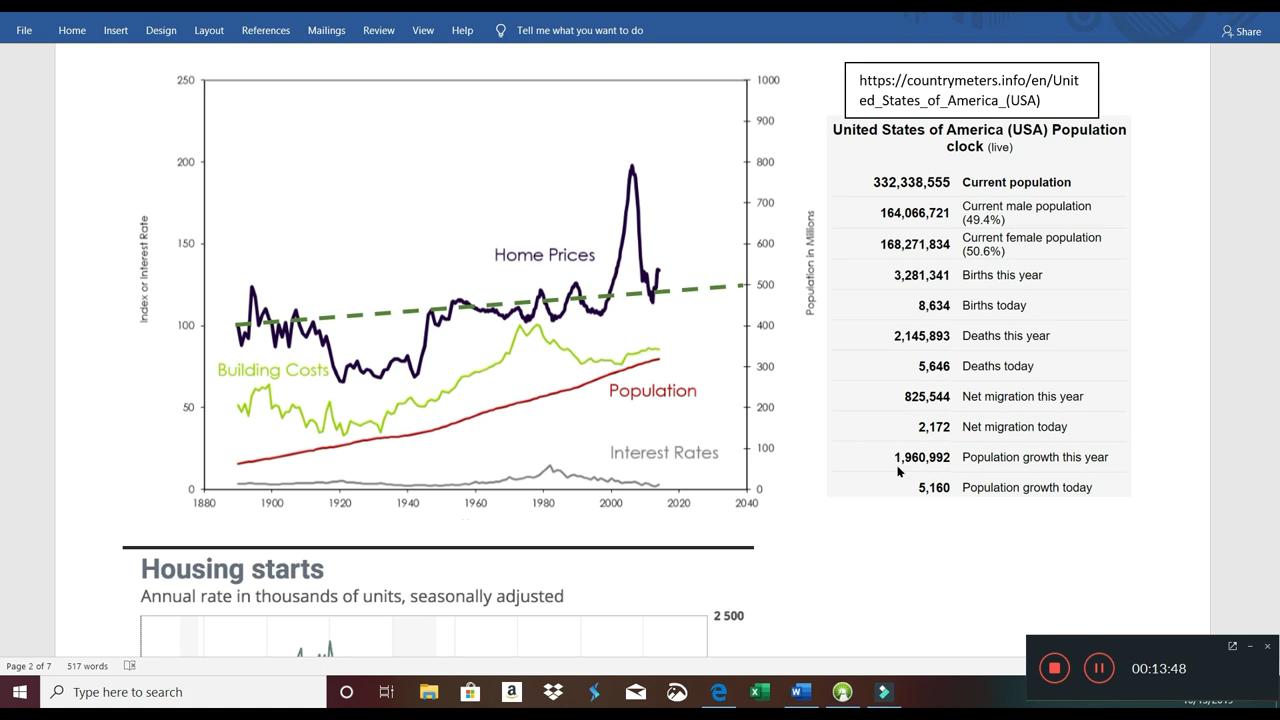 File Home Insert Design Layout References Mailings Review View Help Tell me what you want to do Share
250
200
150
100
50
0
1000
900
800
700
600
500
400
300
200
100
0
Index or Interest Rate
Population in Millions
Home Prices
Building Costs
Population
Interest Rates
1880 1900 1920 1940 1960 1980 2000 2020 2040
https://countrymeters.info/en/Unit
ed_States_of_America_(USA)
United States of America (USA) Population
clock (live)
332,338,555 Current population
164,066,721 Current male population
(49.4%)
168,271,834 Current female population
(50.6%)
3,281,341 Births this year
8,634 Births today
2,145,893 Deaths this year
5,646 Deaths today
825,544 Net migration this year
2,172 Net migration today
1,960,992 Population growth this year
5,160 Population growth today
Housing starts
Annual rate in thousands of units, seasonally adjusted
2 500
00:13:48
Page 2 of 7 517 words
Type here to search